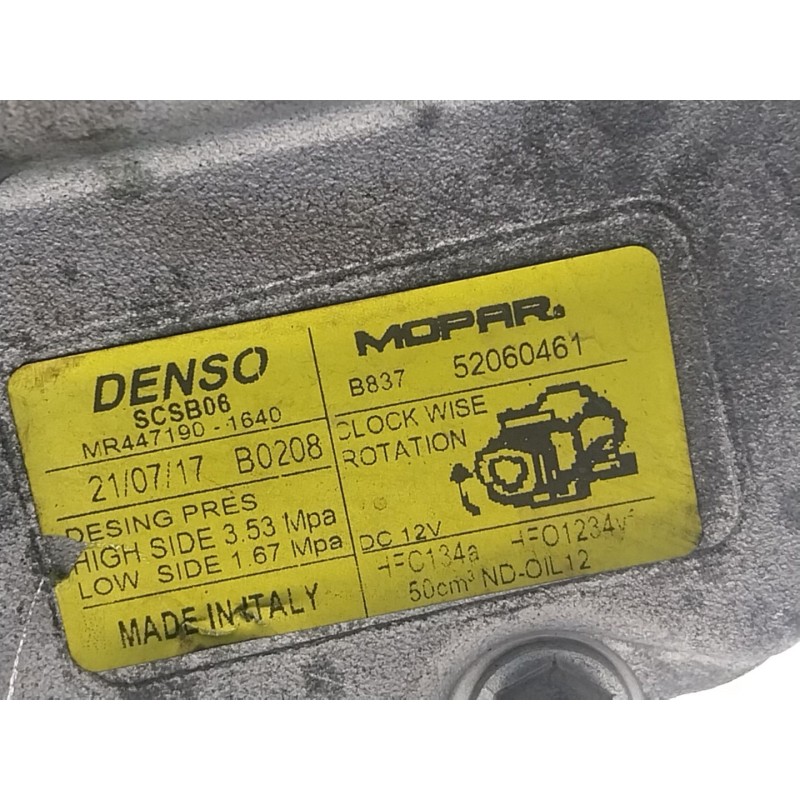 DENSO
SCSB06
MR447190-1640
21/07/17 B0208
DESING PRES
HIGH SIDE 3.53 Mpa
LOW SIDE 1.67 Mpa
MADE IN ITALY
MOPAR®
B837 52060461
CLOCK WISE
ROTATION
DC 12V
HFC134a HFO1234yf
50cm³ ND-OIL12